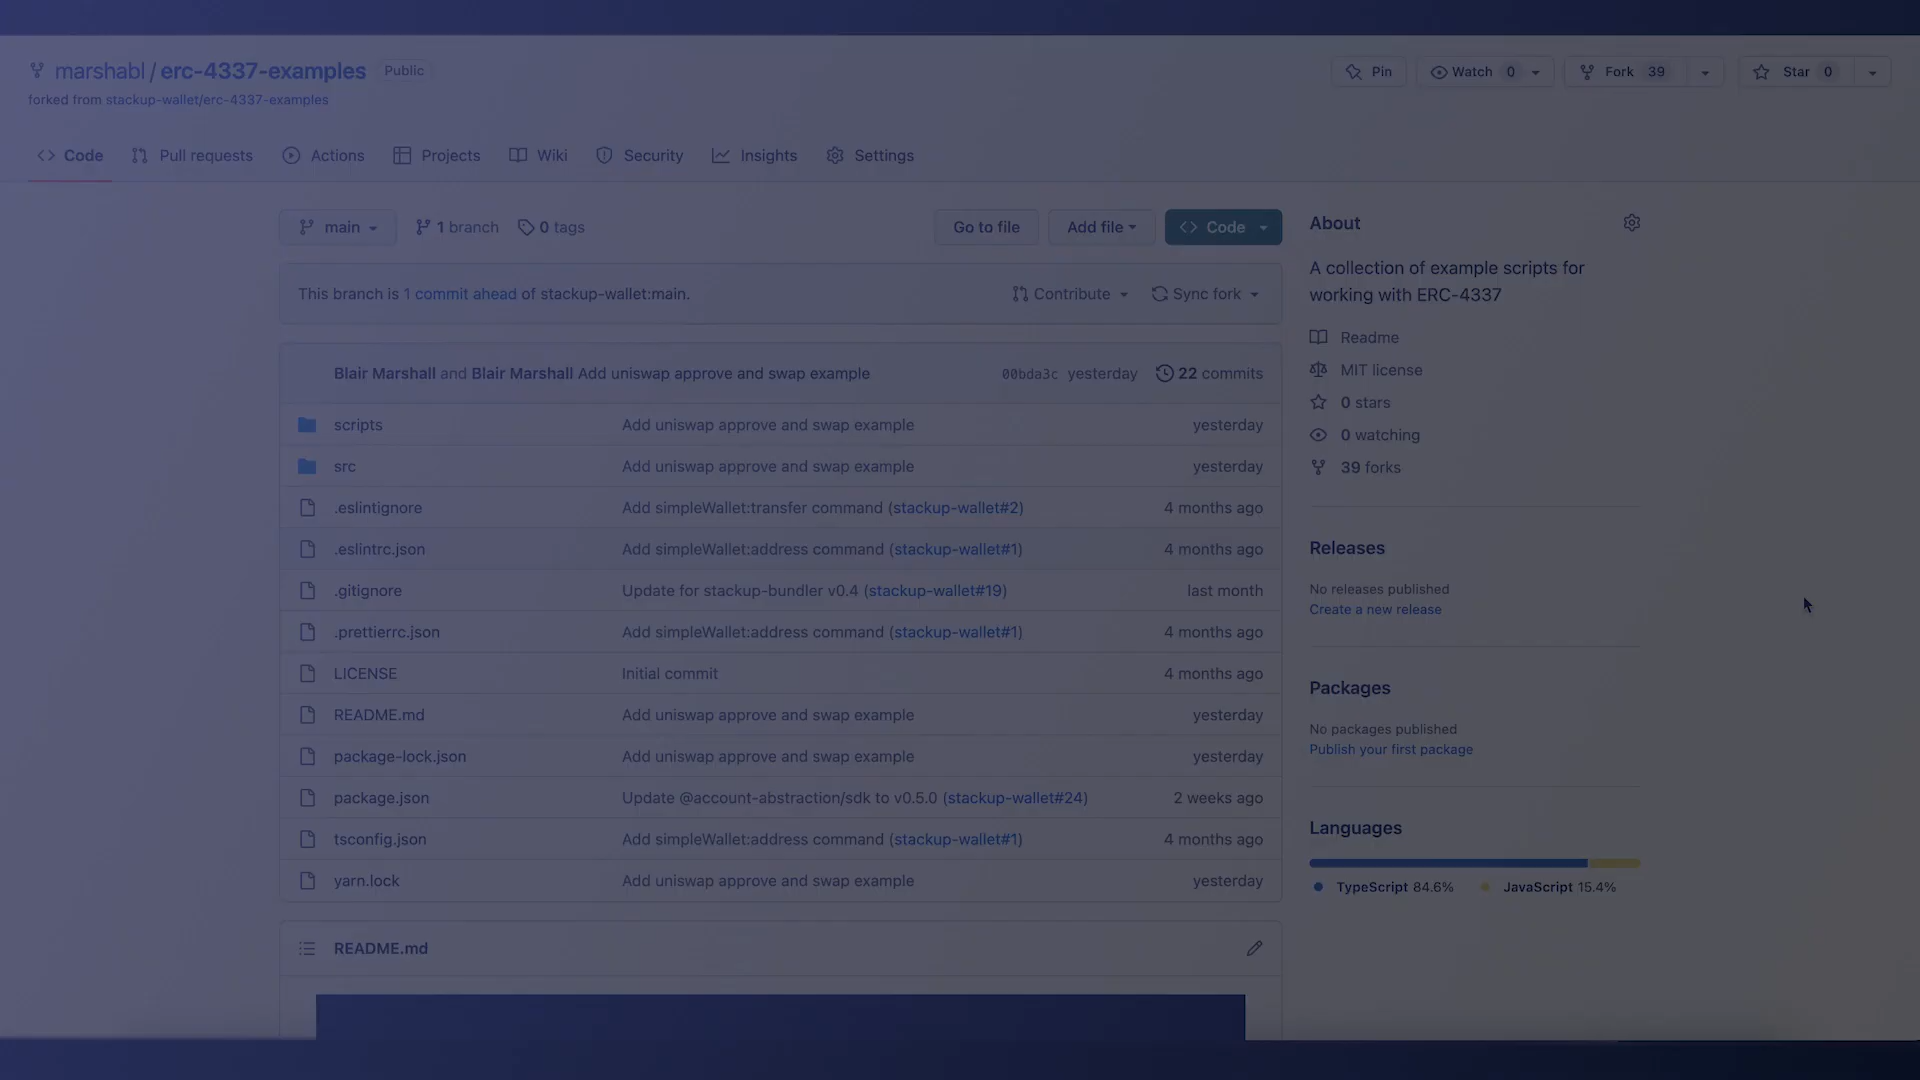 marshabl / erc-4337-examples Public
Pin Watch 0 Fork 39 Star 0
forked from stackup-wallet/erc-4337-examples
Code Pull requests Actions Projects Wiki Security Insights Settings
main 1 branch 0 tags Go to file Add file Code
This branch is 1 commit ahead of stackup-wallet:main. Contribute Sync fork
Blair Marshall and Blair Marshall Add uniswap approve and swap example 00bda3c yesterday 22 commits
scripts Add uniswap approve and swap example yesterday
src Add uniswap approve and swap example yesterday
.eslintignore Add simpleWallet:transfer command (stackup-wallet#2) 4 months ago
.eslintrc.json Add simpleWallet:address command (stackup-wallet#1) 4 months ago
.gitignore Update for stackup-bundler v0.4 (stackup-wallet#19) last month
.prettierrc.json Add simpleWallet:address command (stackup-wallet#1) 4 months ago
LICENSE Initial commit 4 months ago
README.md Add uniswap approve and swap example yesterday
package-lock.json Add uniswap approve and swap example yesterday
package.json Update @account-abstraction/sdk to v0.5.0 (stackup-wallet#24) 2 weeks ago
tsconfig.json Add simpleWallet:address command (stackup-wallet#1) 4 months ago
yarn.lock Add uniswap approve and swap example yesterday
README.md
About
A collection of example scripts for
working with ERC-4337
Readme
MIT license
0 stars
0 watching
39 forks
Releases
No releases published
Create a new release
Packages
No packages published
Publish your first package
Languages
TypeScript 84.6% JavaScript 15.4%